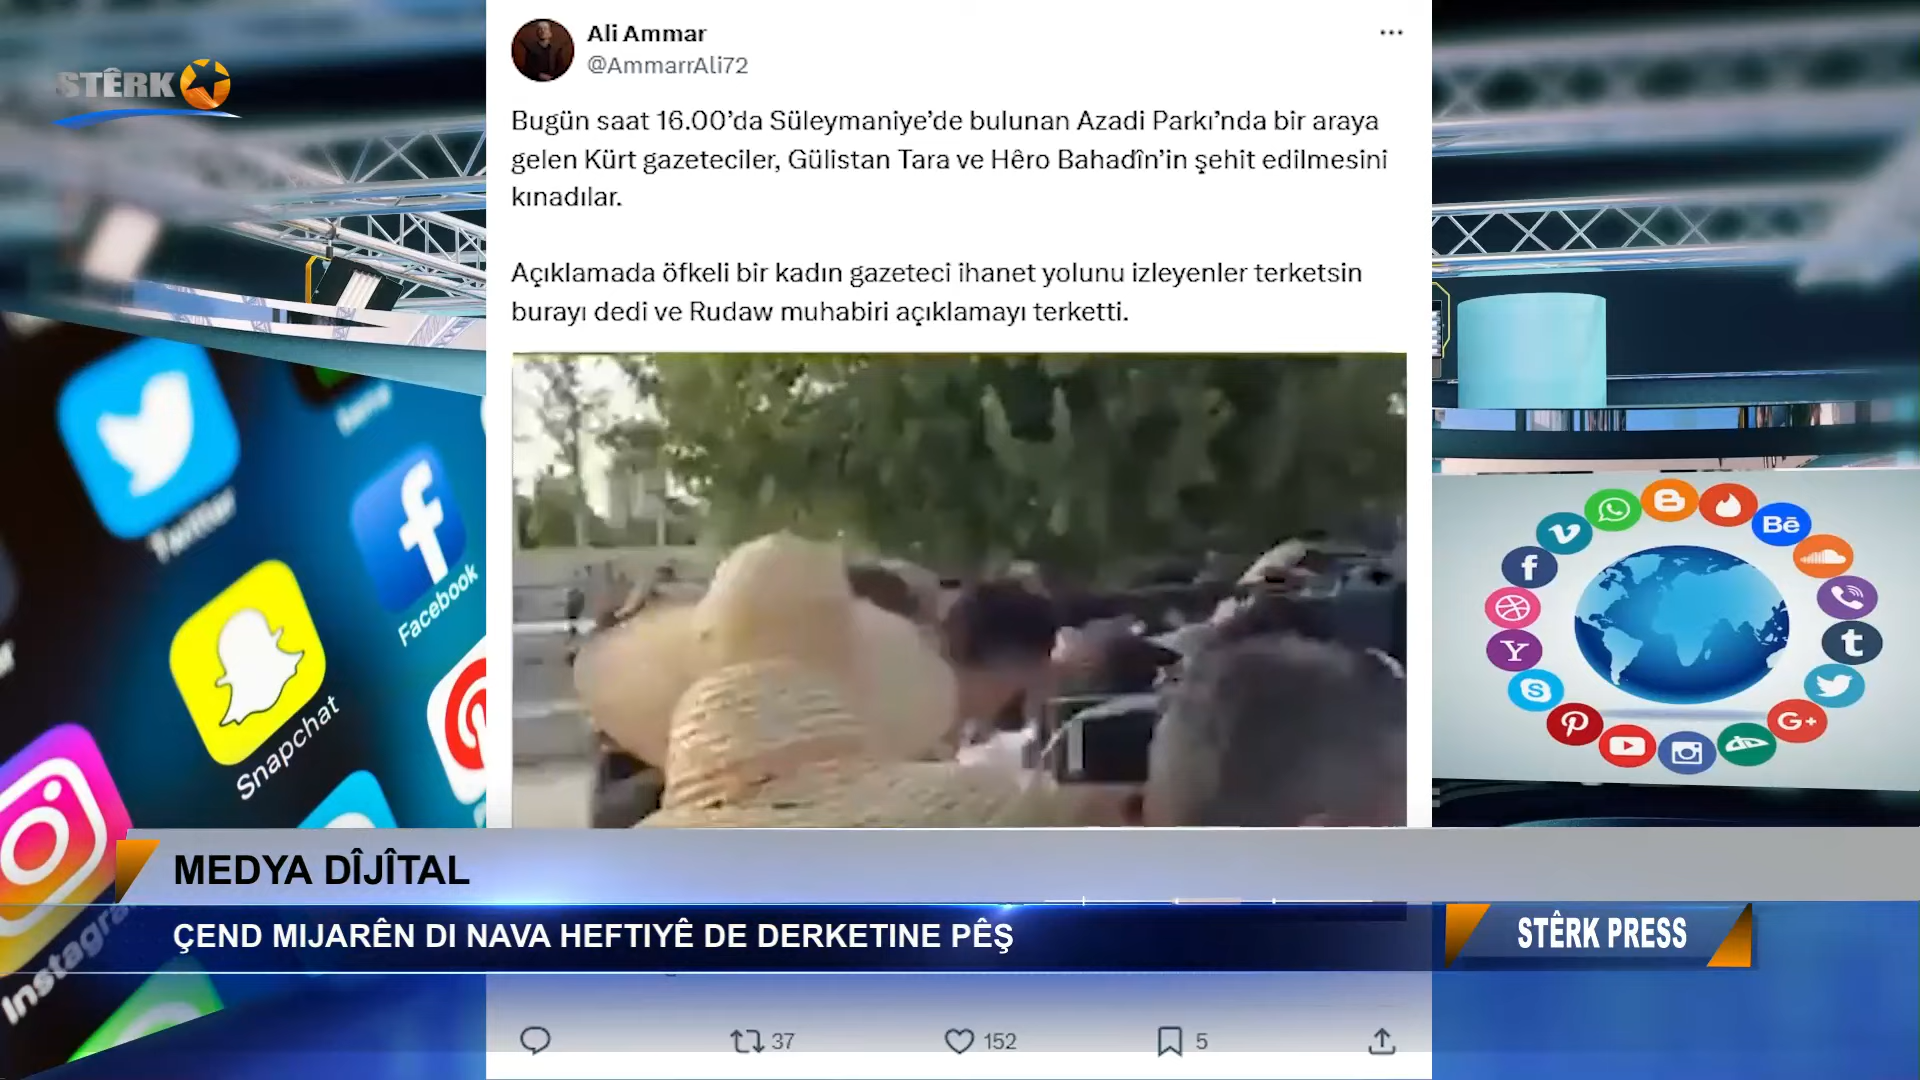 STÊRK
Ali Ammar
@AmmarrAli72
Bugün saat 16.00’da Süleymaniye’de bulunan Azadi Parkı’nda bir araya
gelen Kürt gazeteciler, Gülistan Tara ve Hêro Bahadîn’in şehit edilmesini
kınadılar.
Açıklamada öfkeli bir kadın gazeteci ihanet yolunu izleyenler terketsin
burayı dedi ve Rudaw muhabiri açıklamayı terketti.
Twitter
Facebook
Snapchat
Instagra
Bē
G+
MEDYA DÎJÎTAL
ÇEND MIJARÊN DI NAVA HEFTIYÊ DE DERKETINE PÊŞ
STÊRK PRESS
37
152
5